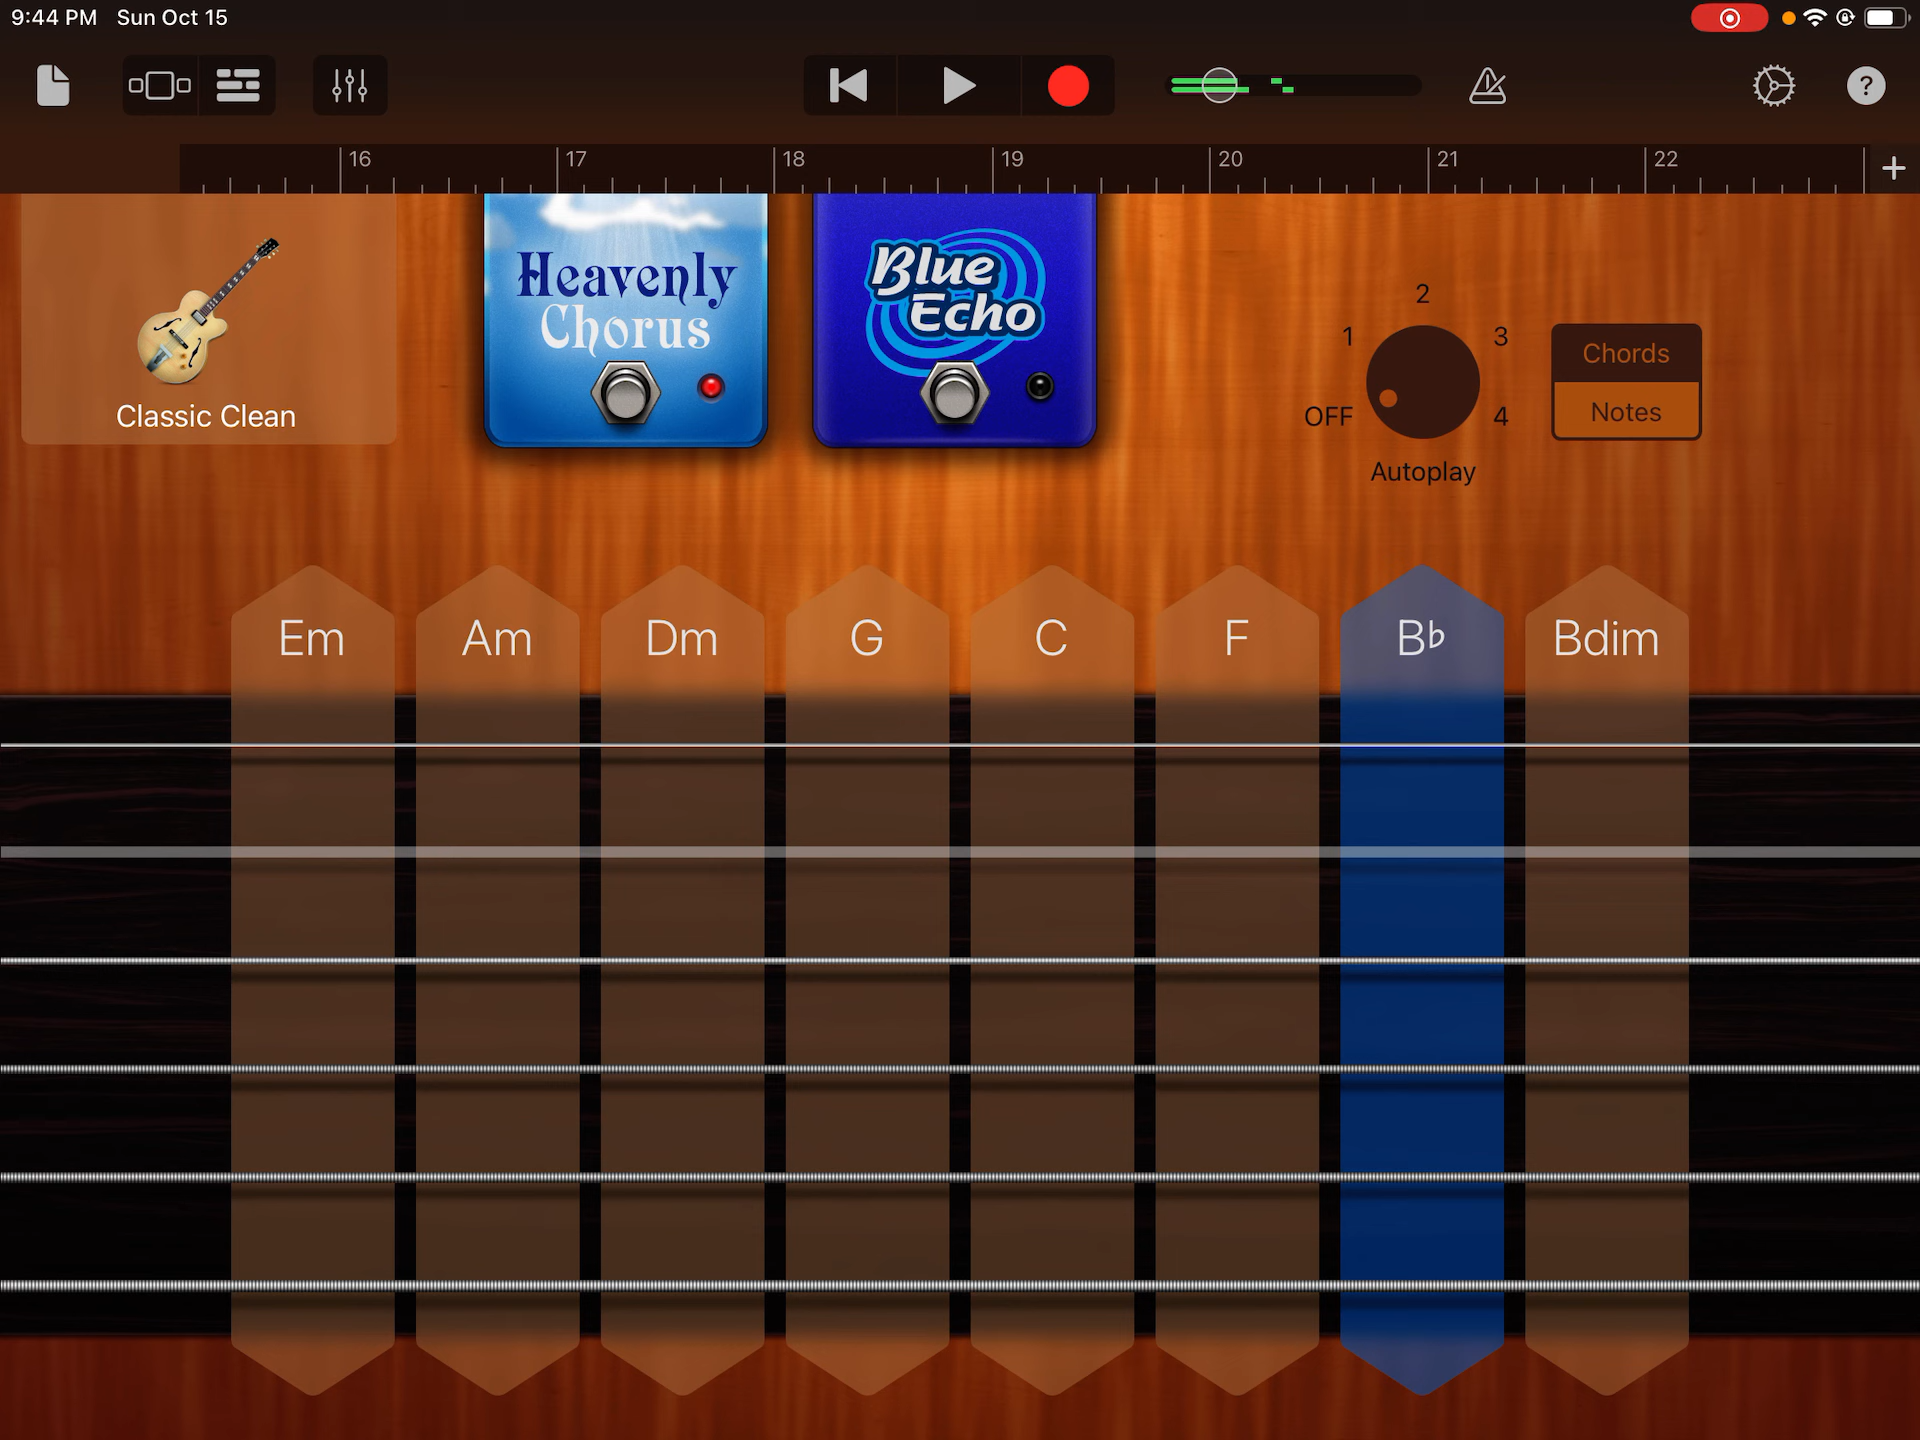 9:44 PM Sun Oct 15
?
16 17 18 19 20 21 22 +
Classic Clean
Heavenly
Chorus
Blue
Echo
2
1 3
OFF 4
Autoplay
Chords
Notes
Em Am Dm G C F B♭ Bdim